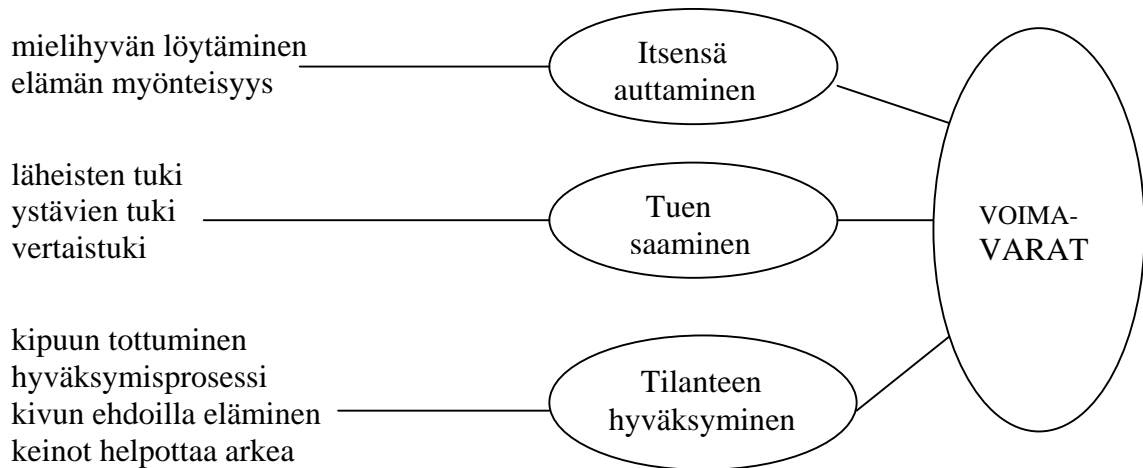 mielihyvän löytäminen
elämän myönteisyys
Itsensä
auttaminen
läheisten tuki
ystävien tuki
vertaistuki
Tuen
saaminen
VOIMA-
VARAT
kipuun tottuminen
hyväksymisprosessi
kivun ehdoilla eläminen
keinot helpottaa arkea
Tilanteen
hyväksyminen